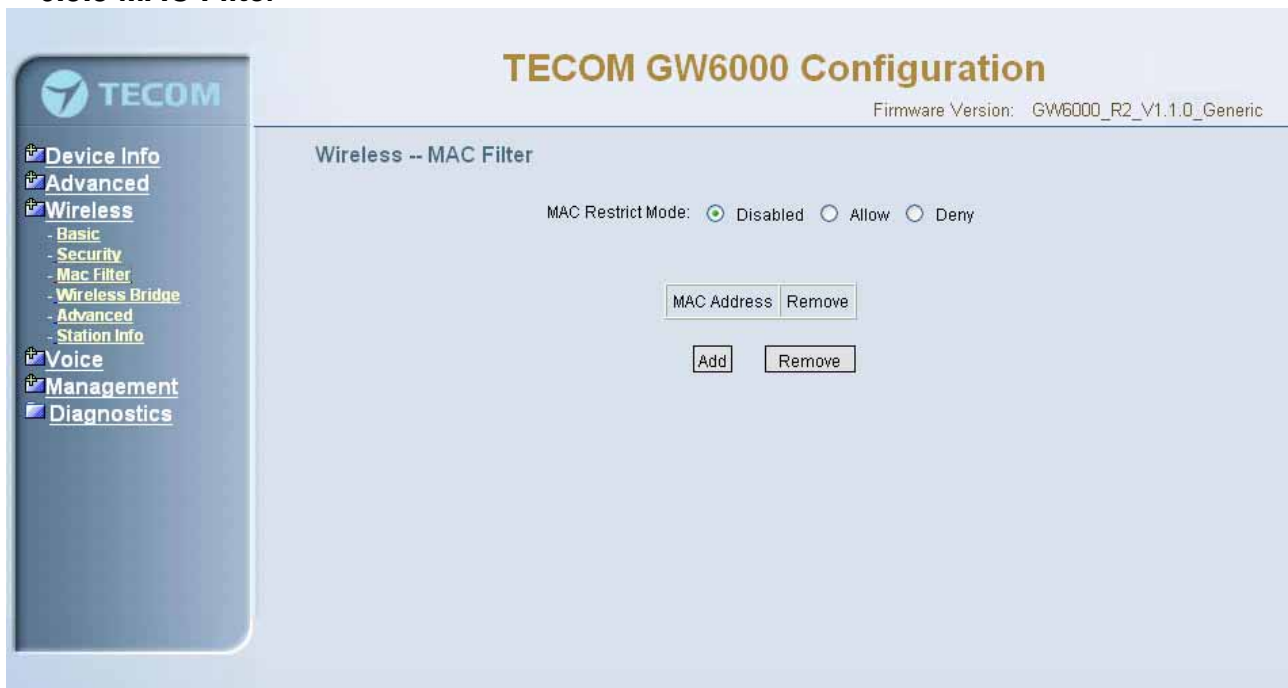 MAC Filter
TECOM
TECOM GW6000 Configuration
Firmware Version: GW6000_R2_V1.1.0_Generic
Device Info
Advanced
Wireless
- Basic
- Security
- Mac Filter
- Wireless Bridge
- Advanced
- Station Info
Voice
Management
Diagnostics
Wireless -- MAC Filter
MAC Restrict Mode: Disabled Allow Deny
MAC Address Remove
Add Remove